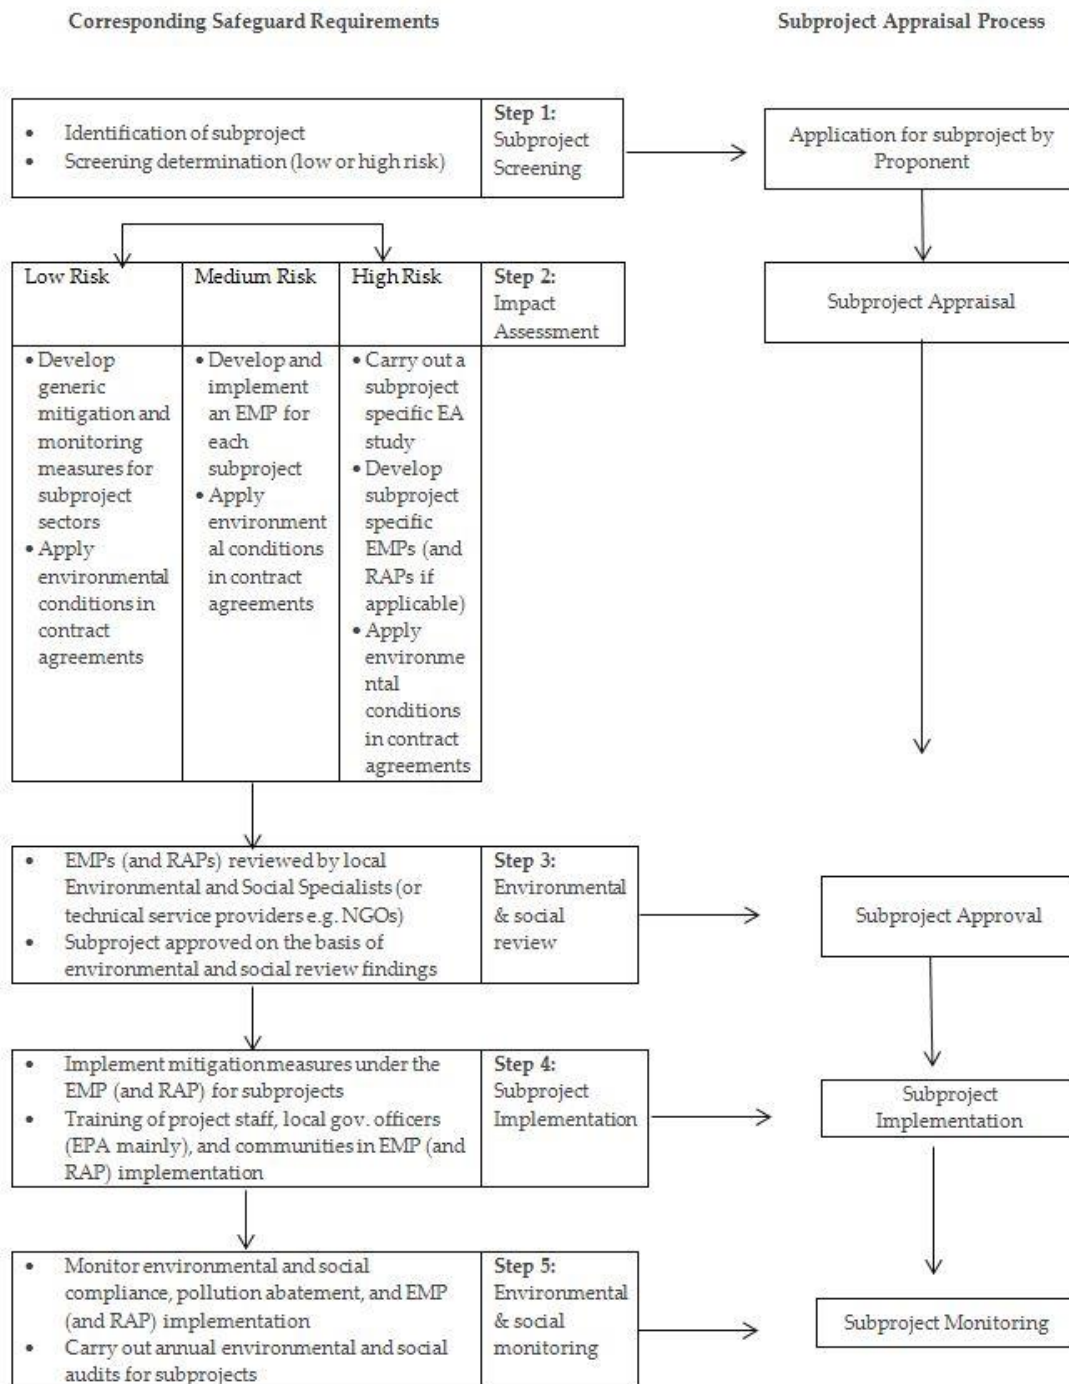 Corresponding Safeguard Requirements
Subproject Appraisal Process
• Identification of subproject
• Screening determination (low or high risk)
Step 1:
Subproject
Screening
Application for subproject by
Proponent
Low Risk
Medium Risk
High Risk
Step 2:
Impact
Assessment
Subproject Appraisal
• Develop
generic
mitigation and
monitoring
measures for
subproject
sectors
• Apply
environmental
conditions in
contract
agreements
• Develop and
implement
an EMP for
each
subproject
• Apply
environment
al conditions
in contract
agreements
• Carry out a
subproject
specific EA
study
• Develop
subproject
specific
EMPs (and
RAPs if
applicable)
• Apply
environme
ntal
conditions
in contract
agreements
• EMPs (and RAPs) reviewed by local
Environmental and Social Specialists (or
technical service providers e.g. NGOs)
• Subproject approved on the basis of
environmental and social review findings
Step 3:
Environmental
& social
review
Subproject Approval
• Implement mitigation measures under the
EMP (and RAP) for subprojects
• Training of project staff, local gov. officers
(EPA mainly), and communities in EMP (and
RAP) implementation
Step 4:
Subproject
Implementation
Subproject
Implementation
• Monitor environmental and social
compliance, pollution abatement, and EMP
(and RAP) implementation
• Carry out annual environmental and social
audits for subprojects
Step 5:
Environmental
& social
monitoring
Subproject Monitoring